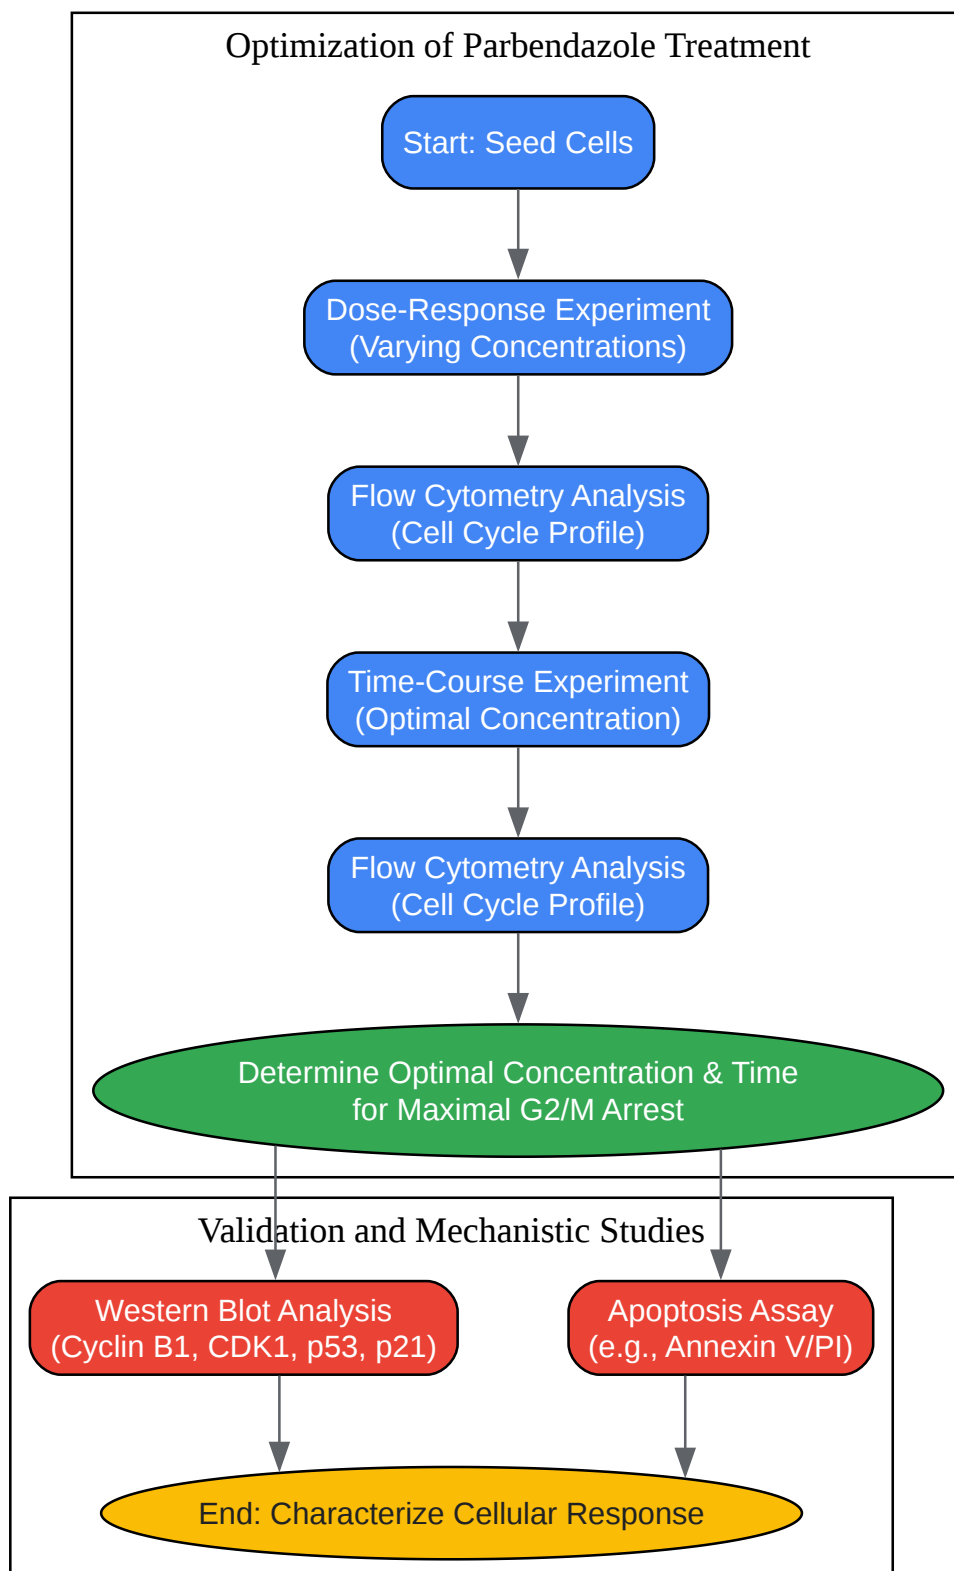 Optimization of Parbendazole Treatment
Start: Seed Cells
Dose-Response Experiment
(Varying Concentrations)
Flow Cytometry Analysis
(Cell Cycle Profile)
Time-Course Experiment
(Optimal Concentration)
Flow Cytometry Analysis
(Cell Cycle Profile)
Determine Optimal Concentration & Time
for Maximal G2/M Arrest
Validation and Mechanistic Studies
Western Blot Analysis
(Cyclin B1, CDK1, p53, p21)
Apoptosis Assay
(e.g., Annexin V/PI)
End: Characterize Cellular Response